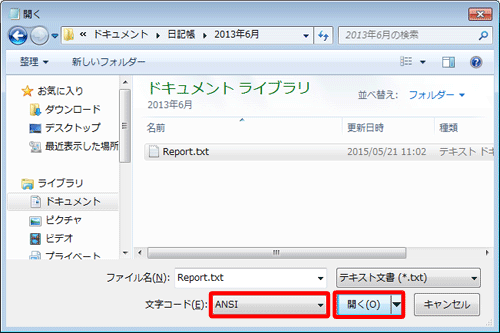 開く
« ドキュメント ▸ 日記帳 ▸ 2013年6月
2013年6月の検索
整理 新しいフォルダー
お気に入り
ダウンロード
デスクトップ
最近表示した場所
ライブラリ
ドキュメント
ピクチャ
ビデオ
プライベート
ドキュメント ライブラリ
2013年6月
並べ替え: フォルダー
名前 更新日時 種類
Report.txt 2015/05/21 11:02 テキスト ドキ
ファイル名(N): Report.txt テキスト文書 (*.txt)
文字コード(E): ANSI 開く(O) キャンセル